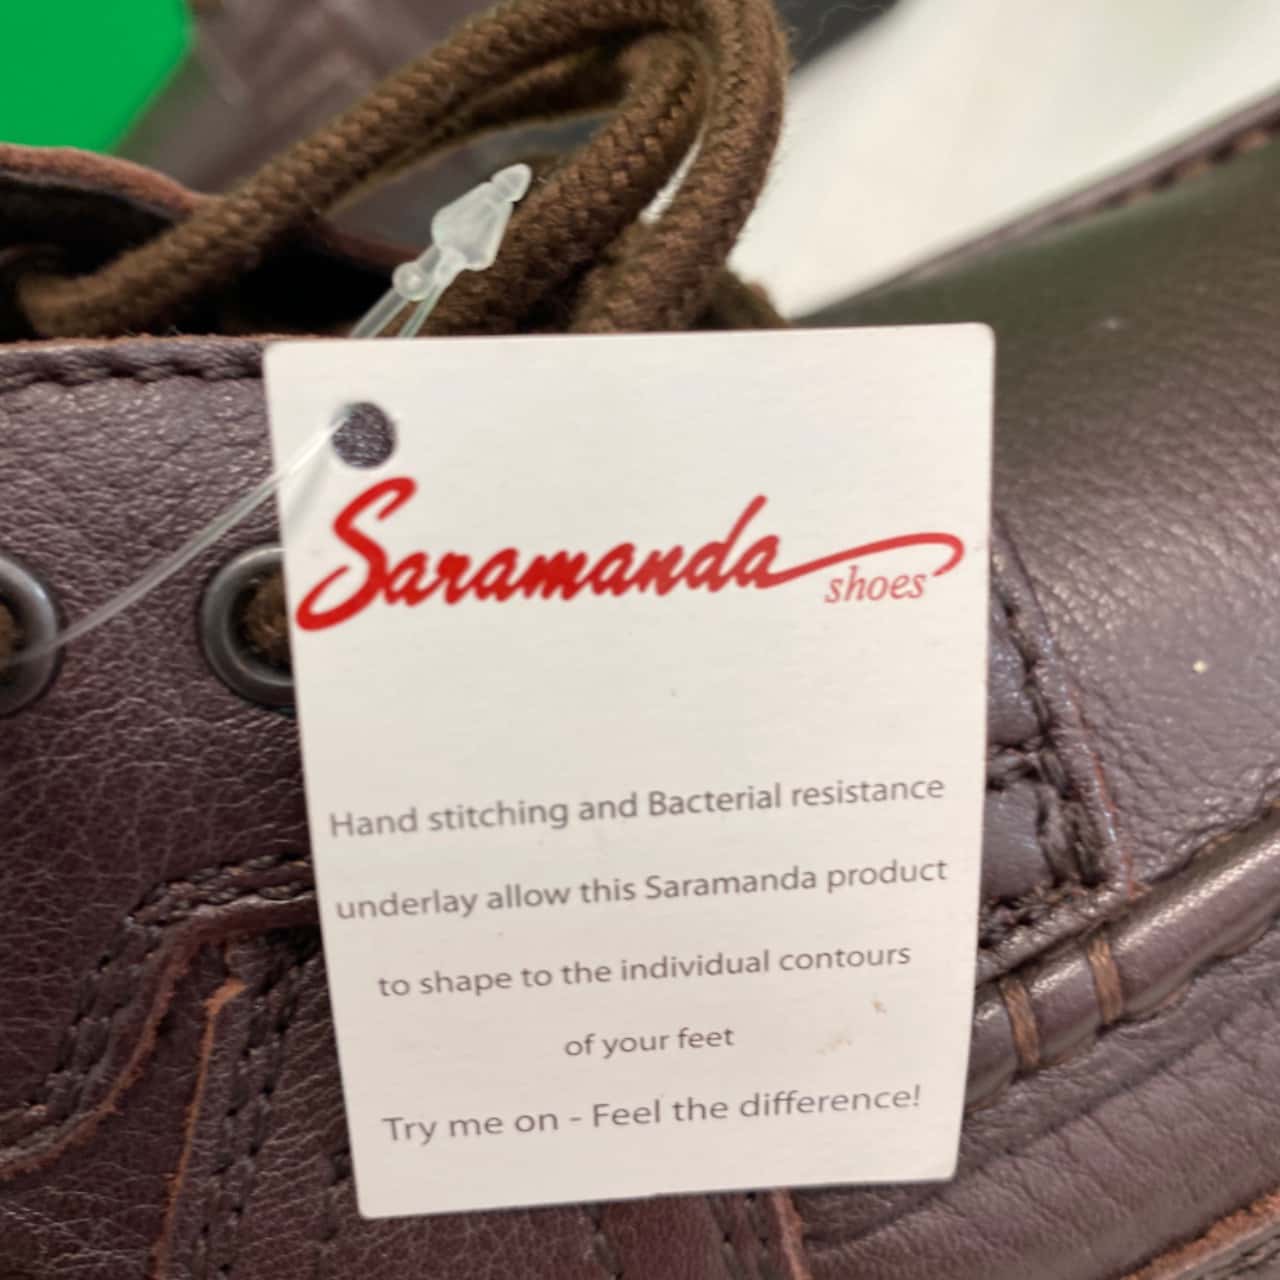 Saramanda
shoes
Hand stitching and Bacterial resistance
underlay allow this Saramanda product
to shape to the individual contours
of your feet
Try me on - Feel the difference!